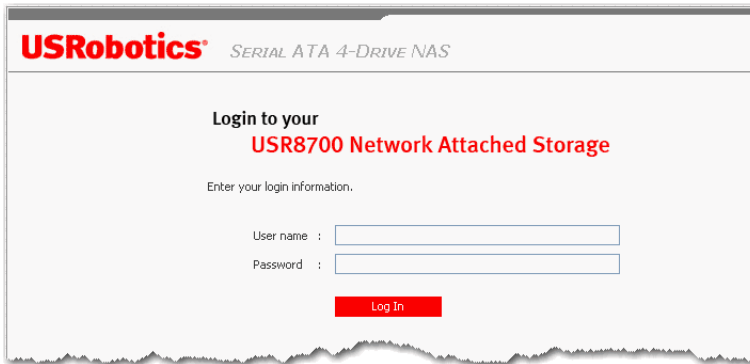 USRobotics® SERIAL ATA 4-DRIVE NAS
Login to your
USR8700 Network Attached Storage
Enter your login information.
User name :
Password :
Log In